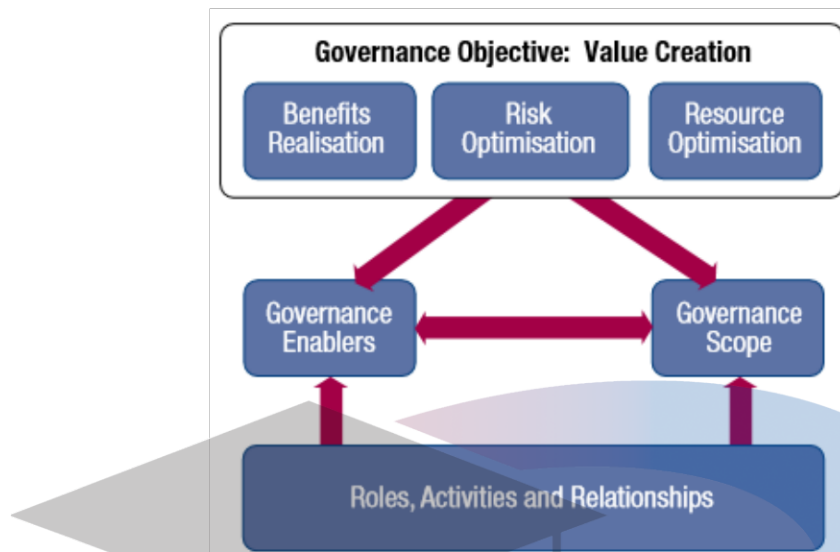 Governance Objective: Value Creation
Benefits
Realisation
Risk
Optimisation
Resource
Optimisation
Governance
Enablers
Governance
Scope
Roles, Activities and Relationships